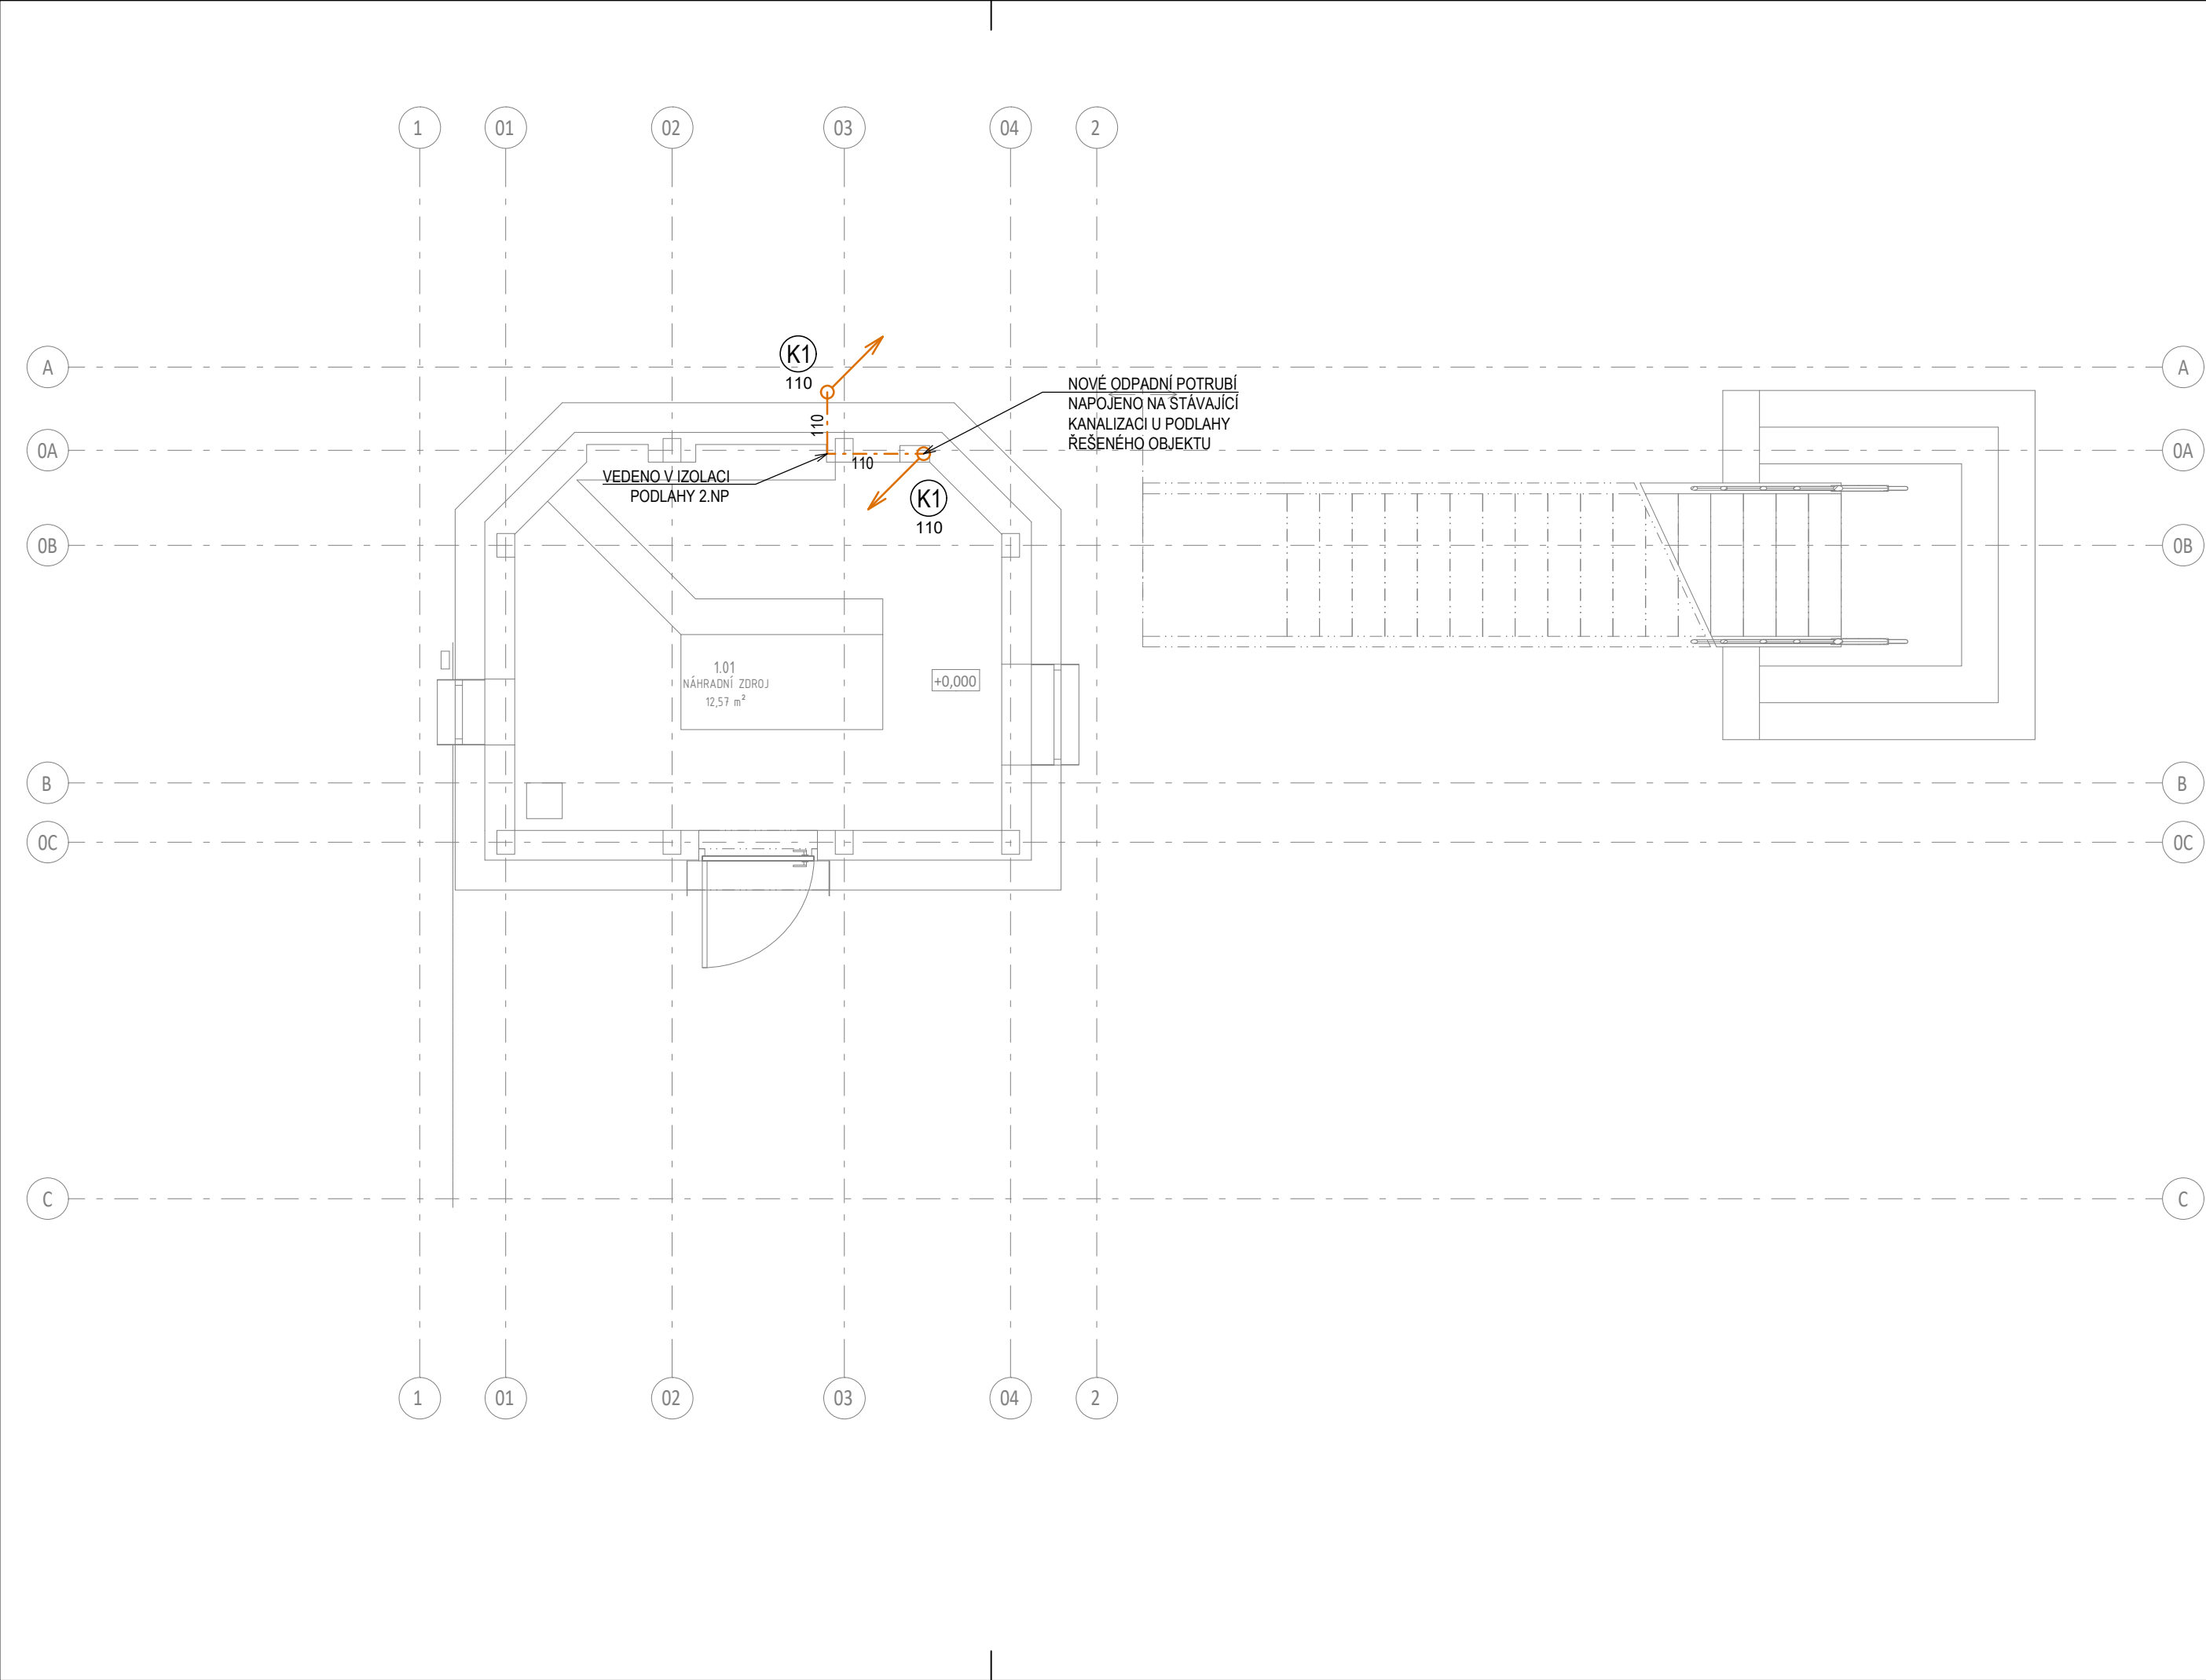 1
01
02
03
04
2
A
A
K1
110
110
NOVÉ ODPADNÍ POTRUBÍ
NAPOJENO NA STÁVAJÍCÍ
KANALIZACI U PODLAHY
ŘEŠENÉHO OBJEKTU
0A
0A
110
VEDENO V IZOLACI
PODLAHY 2.NP
K1
110
0B
0B
1.01
NÁHRADNÍ ZDROJ
12,57 m²
+0,000
B
B
0C
0C
C
C
1
01
02
03
04
2